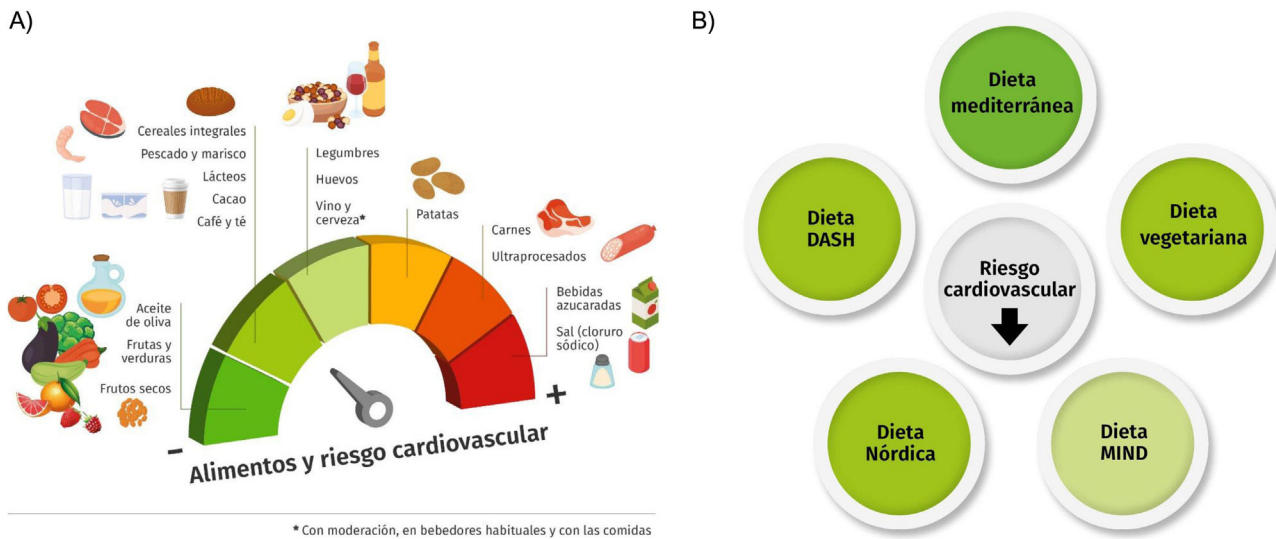 A)
Cereales integrales
Pescado y marisco
Lácteos
Cacao
Café y té
Legumbres
Huevos
Vino y
cerveza*
Patatas
Carnes
Ultraprocesados
Bebidas
azucaradas
Sal (cloruro
sódico)
Aceite
de oliva
Frutas y
verduras
Frutos secos
-
+
Alimentos y riesgo cardiovascular
* Con moderación, en bebedores habituales y con las comidas
B)
Dieta
mediterránea
Dieta
DASH
Dieta
vegetariana
Riesgo
cardiovascular
Dieta
Nórdica
Dieta
MIND